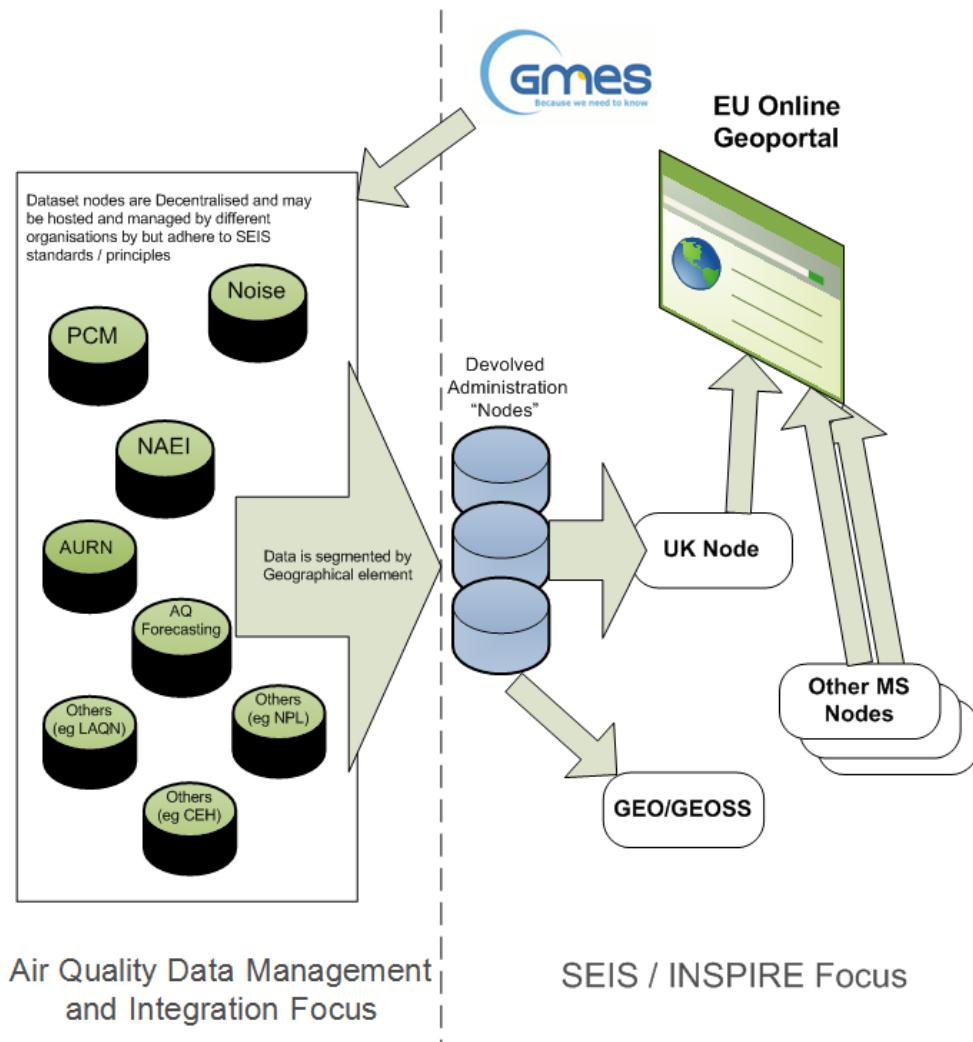 GMES
Because we need to know
EU Online
Geoportal
Dataset nodes are Decentralised and may
be hosted and managed by different
organisations by but adhere to SEIS
standards / principles
Noise
PCM
NAEI
AURN
AQ
Forecasting
Others
(eg LAQN)
Others
(eg NPL)
Others
(eg CEH)
Data is segmented by
Geographical element
Devolved
Administration
“Nodes”
UK Node
Other MS
Nodes
GEO/GEOSS
Air Quality Data Management
and Integration Focus
SEIS / INSPIRE Focus